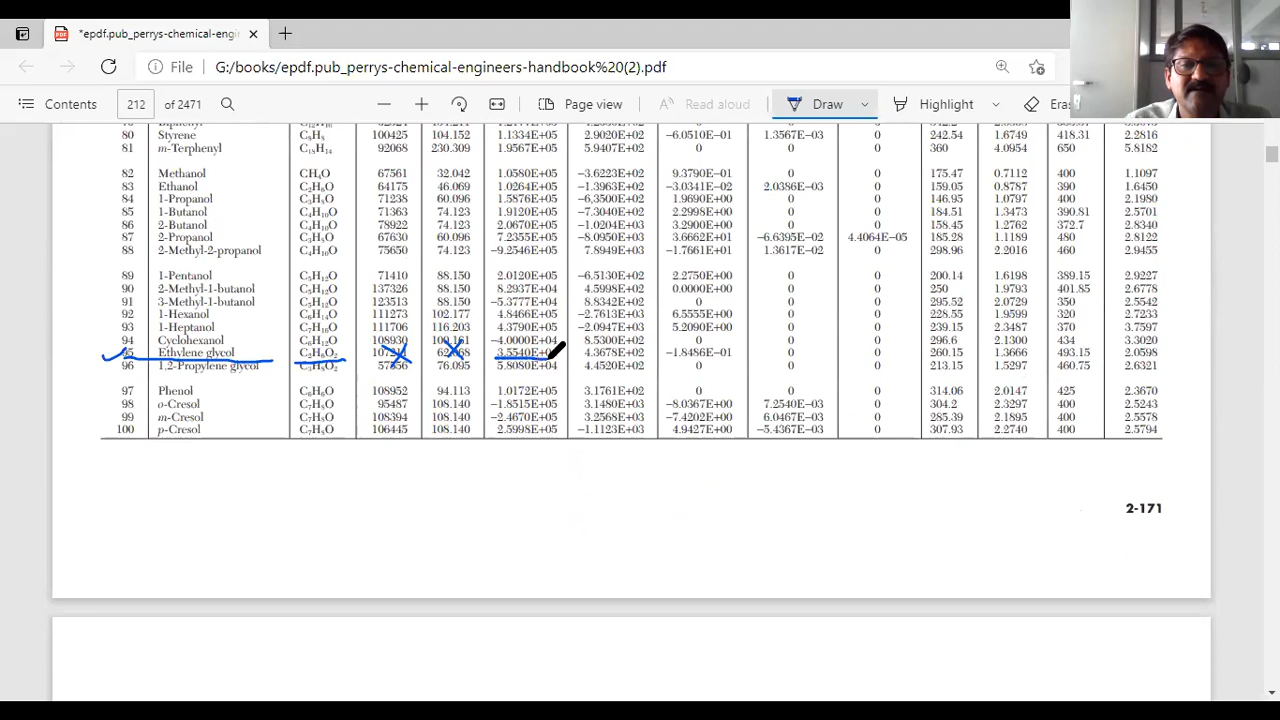 *epdf.pub_perrys-chemical-engin
File G:/books/epdf.pub_perrys-chemical-engineers-handbook%20(2).pdf
Contents 212 of 2471 Page view Read aloud Draw Highlight Eras
80 Styrene C₈H₈ 100425 104.152 1.1334E+05 2.9020E+02 −6.0510E−01 1.3567E−03 0 242.54 1.6749 418.31 2.2816
81 m-Terphenyl C₁₈H₁₄ 92068 230.309 1.9567E+05 5.9407E+02 0 0 0 360 4.0954 650 5.8182
82 Methanol CH₄O 67561 32.042 1.0580E+05 −3.6223E+02 9.3790E−01 0 0 175.47 0.7112 400 1.1097
83 Ethanol C₂H₆O 64175 46.069 1.0264E+05 −1.3963E+02 −3.0341E−02 2.0386E−03 0 159.05 0.8787 390 1.6450
84 1-Propanol C₃H₈O 71238 60.096 1.5876E+05 −6.3500E+02 1.9690E+00 0 0 146.95 1.0797 400 2.1980
85 1-Butanol C₄H₁₀O 71363 74.123 1.9120E+05 −7.3040E+02 2.2998E+00 0 0 184.51 1.3473 390.81 2.5701
86 2-Butanol C₄H₁₀O 78922 74.123 2.0670E+05 −1.0204E+03 3.2900E+00 0 0 158.45 1.2762 372.7 2.8340
87 2-Propanol C₃H₈O 67630 60.096 7.2355E+05 −8.0950E+03 3.6662E+01 −6.6395E−02 4.4064E−05 185.28 1.1189 480 2.8122
88 2-Methyl-2-propanol C₄H₁₀O 75650 74.123 −9.2546E+05 7.8949E+03 −1.7661E+01 1.3617E−02 0 298.96 2.2016 460 2.9455
89 1-Pentanol C₅H₁₂O 71410 88.150 2.0120E+05 −6.5130E+02 2.2750E+00 0 0 200.14 1.6198 389.15 2.9227
90 2-Methyl-1-butanol C₅H₁₂O 137326 88.150 8.2937E+04 4.5998E+02 0.0000E+00 0 0 250 1.9793 401.85 2.6778
91 3-Methyl-1-butanol C₅H₁₂O 123513 88.150 −5.3777E+04 8.8342E+02 0 0 0 295.52 2.0729 350 2.5542
92 1-Hexanol C₆H₁₄O 111273 102.177 4.8466E+05 −2.7613E+03 6.5555E+00 0 0 228.55 1.9599 320 2.7233
93 1-Heptanol C₇H₁₆O 111706 116.203 4.3790E+05 −2.0947E+03 5.2090E+00 0 0 239.15 2.3487 370 3.7597
94 Cyclohexanol C₆H₁₂O 108930 100.161 −4.0000E+04 8.5300E+02 0 0 0 296.6 2.1300 434 3.3020
Ethylene glycol C₂H₆O₂ 4.3678E+02 −1.8486E−01 0 0 260.15 1.3666 493.15 2.0598
96 1,2-Propylene glycol C₃H₈O₂ 76.095 5.8080E+04 4.4520E+02 0 0 0 213.15 1.5297 460.75 2.6321
97 Phenol C₆H₆O 108952 94.113 1.0172E+05 3.1761E+02 0 0 0 314.06 2.0147 425 2.3670
98 o-Cresol C₇H₈O 95487 108.140 −1.8515E+05 3.1480E+03 −8.0367E+00 7.2540E−03 0 304.2 2.3297 400 2.5243
99 m-Cresol C₇H₈O 108394 108.140 −2.4670E+05 3.2568E+03 −7.4202E+00 6.0467E−03 0 285.39 2.1895 400 2.5578
100 p-Cresol C₇H₈O 106445 108.140 2.5998E+05 −1.1123E+03 4.9427E+00 −5.4367E−03 0 307.93 2.2740 400 2.5794
2-171